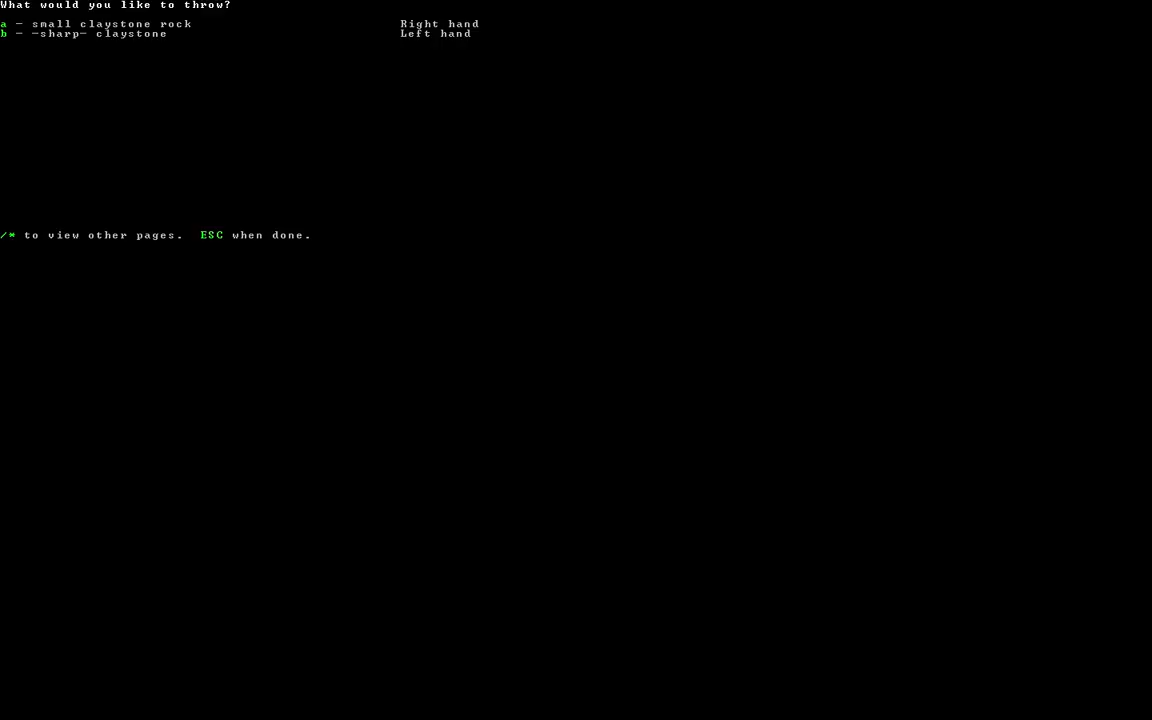 What would you like to throw?
a - small claystone rock Right hand
b - -sharp- claystone Left hand
/* to view other pages. ESC when done.